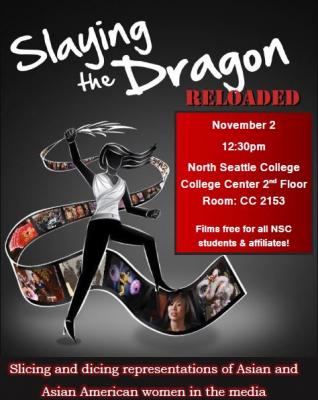 Slaying
the Dragon
RELOADED
November 2
12:30pm
North Seattle College
College Center 2nd Floor
Room: CC 2153
Films free for all NSC
students & affiliates!
Slicing and dicing representations of Asian and
Asian American women in the media